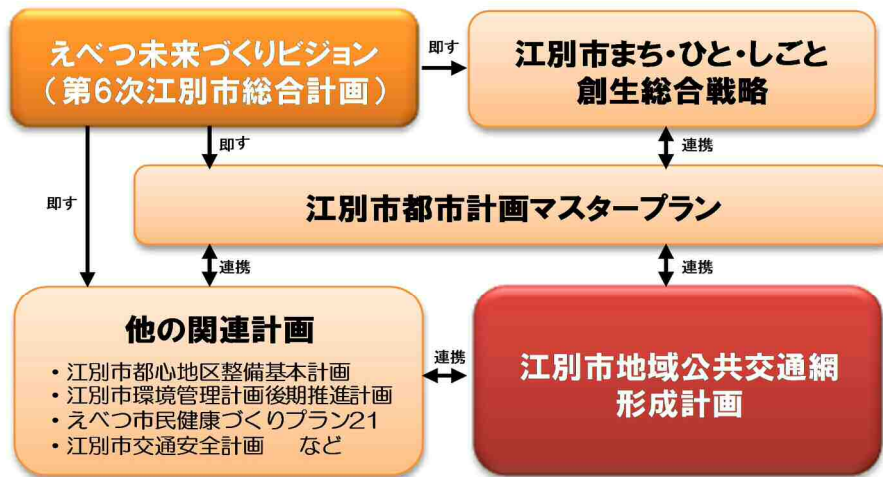 えべつ未来づくりビジョン
（第6次江別市総合計画）
即す
江別市まち・ひと・しごと
創生総合戦略
即す
連携
即す
江別市都市計画マスタープラン
連携
連携
他の関連計画
・江別市都心地区整備基本計画
・江別市環境管理計画後期推進計画
・えべつ市民健康づくりプラン21
・江別市交通安全計画　など
連携
江別市地域公共交通網
形成計画